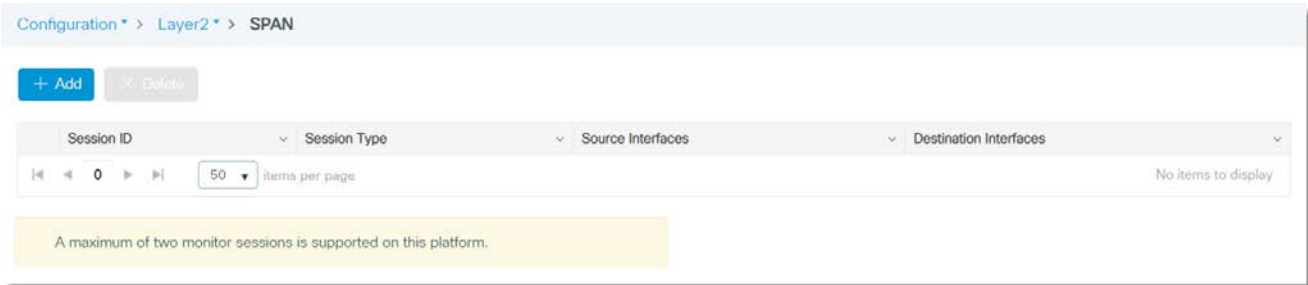 Configuration > Layer2 > SPAN
+ Add × Delete
Session ID Session Type Source Interfaces Destination Interfaces
0 50 items per page No items to display
A maximum of two monitor sessions is supported on this platform.